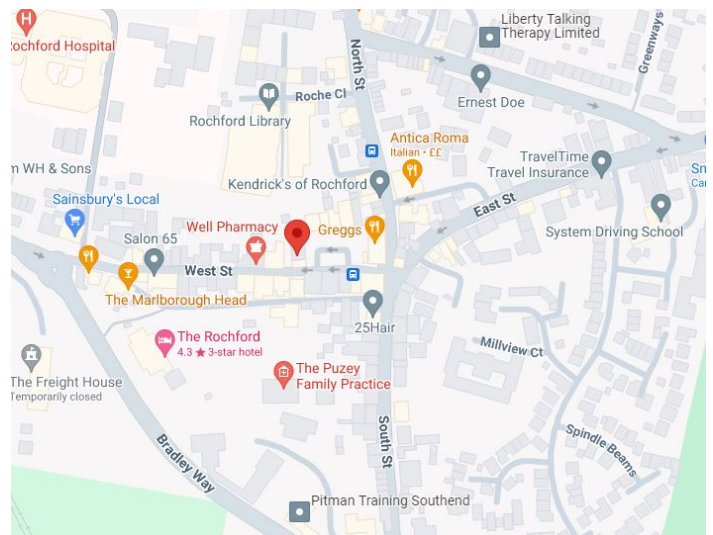 Liberty Talking
Therapy Limited
Rochford Hospital
North St
Greenways
Roche Cl
Ernest Doe
Rochford Library
Antica Roma
Italian • ££
TravelTime
Travel Insurance
m WH & Sons
Kendrick's of Rochford
Sn
Car
Sainsbury's Local
East St
Well Pharmacy
Greggs
System Driving School
Salon 65
West St
The Marlborough Head
25Hair
The Rochford
4.3 ★ 3-star hotel
Millview Ct
The Puzey
Family Practice
The Freight House
Temporarily closed
South St
Spindle Beams
Bradley Way
Pitman Training Southend